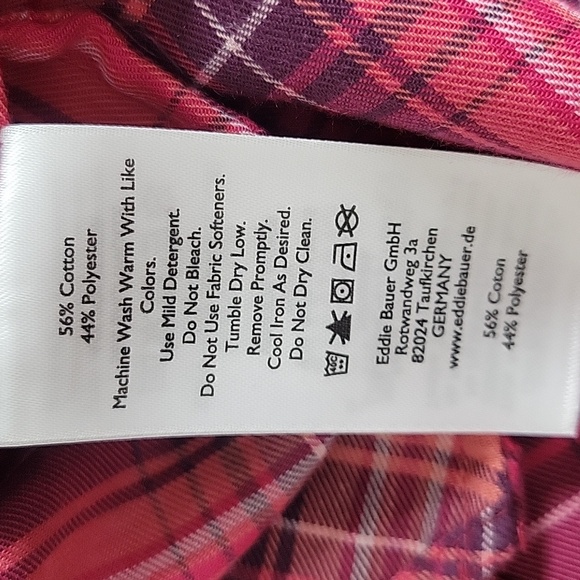 56% Cotton
44% Polyester
Machine Wash Warm With Like
Colors.
Use Mild Detergent.
Do Not Bleach.
Do Not Use Fabric Softeners.
Tumble Dry Low.
Remove Promptly.
Cool Iron As Desired.
Do Not Dry Clean.
40C
Eddie Bauer GmbH
Rotwandweg 3a
82024 Taufkirchen
GERMANY
www.eddiebauer.de
56% Coton
44% Polyester